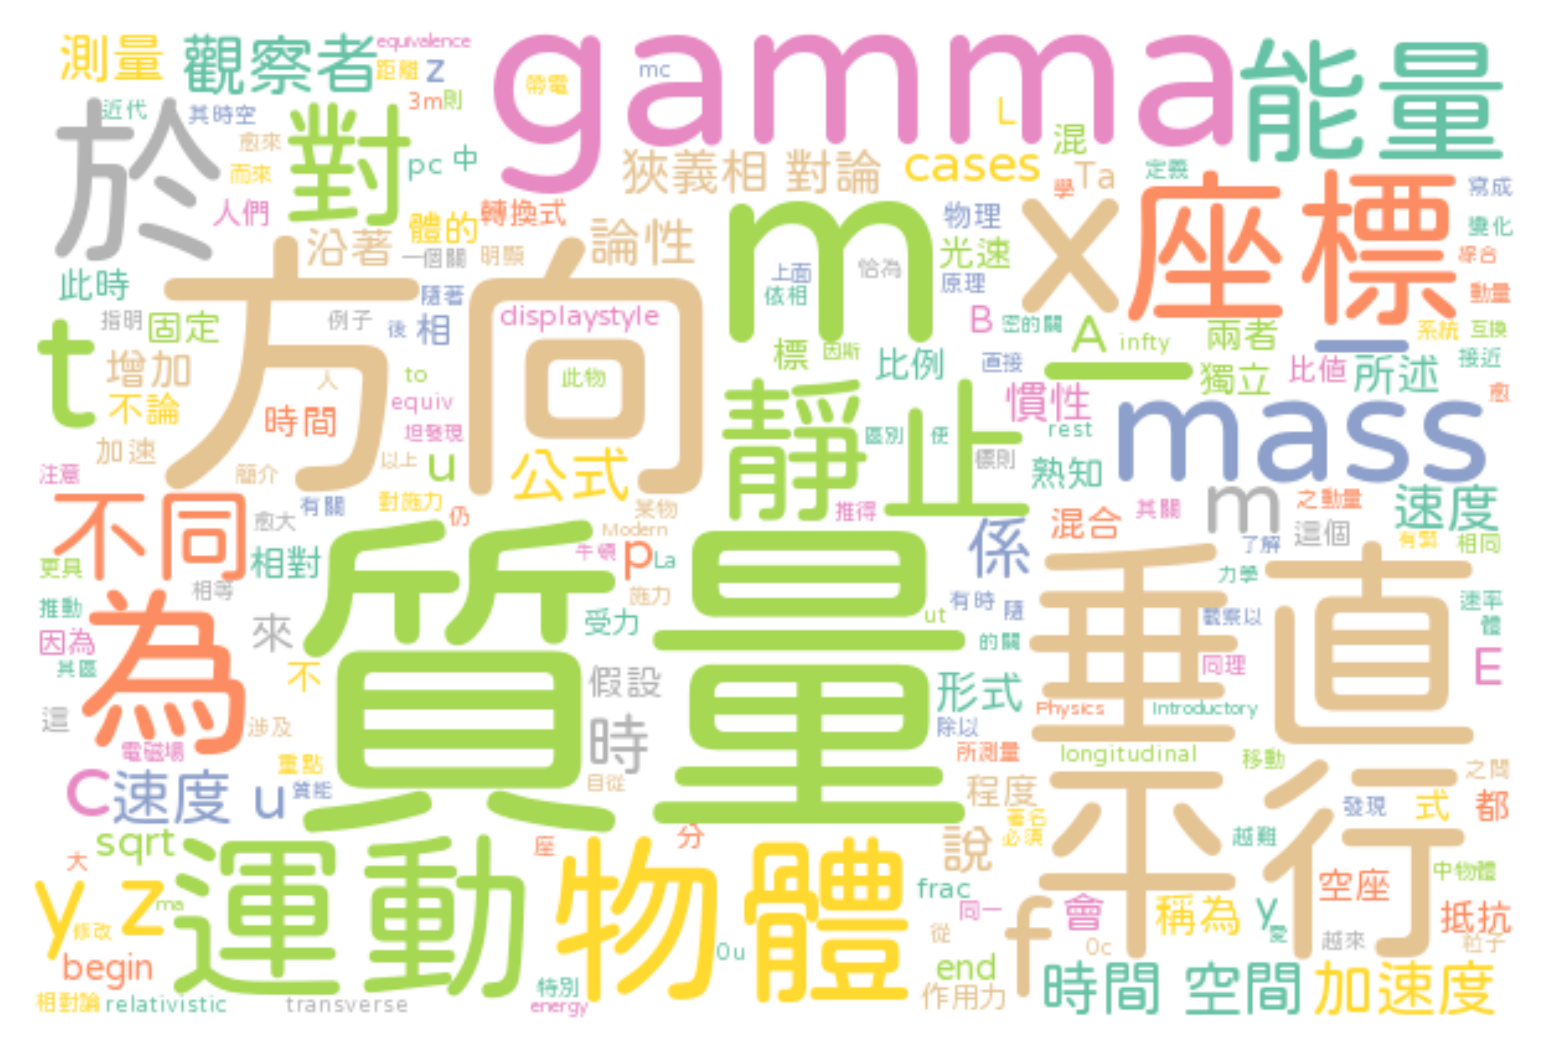 測量 觀察者 equivalence gamma 能量
距離 z 帶電 mc
近代 其時空 3m則 L
於 對 愈來 pc 中 狹義相 對論 cases 混 定義
而來 學 Ta 座標 寫成
人們 轉換式 m 物理 x 變化
沿著 體的 一個關 明顯 論性 上面 恰為 光速 綜合
此時 方向 隨著 依相 原理 動量
t 指明 固定 例子 後 相 displaystyle B 密的關 A infty 兩者 系統 互換
增加 標 因斯 比例 直接 _ 比值 所述 接近
不論 人 to 此物 靜止 慣性 獨立 mass 愈
時間 equiv 區別 便 rest
加速 坦發現 標則 熟知
注意 簡介 以上 u 公式
不同 愈大 有關 對施力 仍 某物 推得 m 之動量 速度
相對 Modern 係 混合 其關 這個 有緊 相同
更具 質量 牛頓 p La 了解
相等 施力 垂直 力學
推動 為 受力 ut 有時 隨 觀察以 速率
因為 來 的關 體
其區 不 假設 同理 E
這 形式 Physics Introductory
涉及 時 除以
電磁場 重點 所測量 longitudinal 移動 之間
c 速度 u 質能 目從 程度 平行 發現 式 都
sqrt 運動 物體 著名 必須 越難
大 座 分 說 中物體
y z ma frac 空座
修改 同一 f 會 稱為 y 愛 抵抗
begin 0u 從 0c 越來 粒子
特別 end 時間 空間 加速度
相對論 relativistic transverse energy 作用力